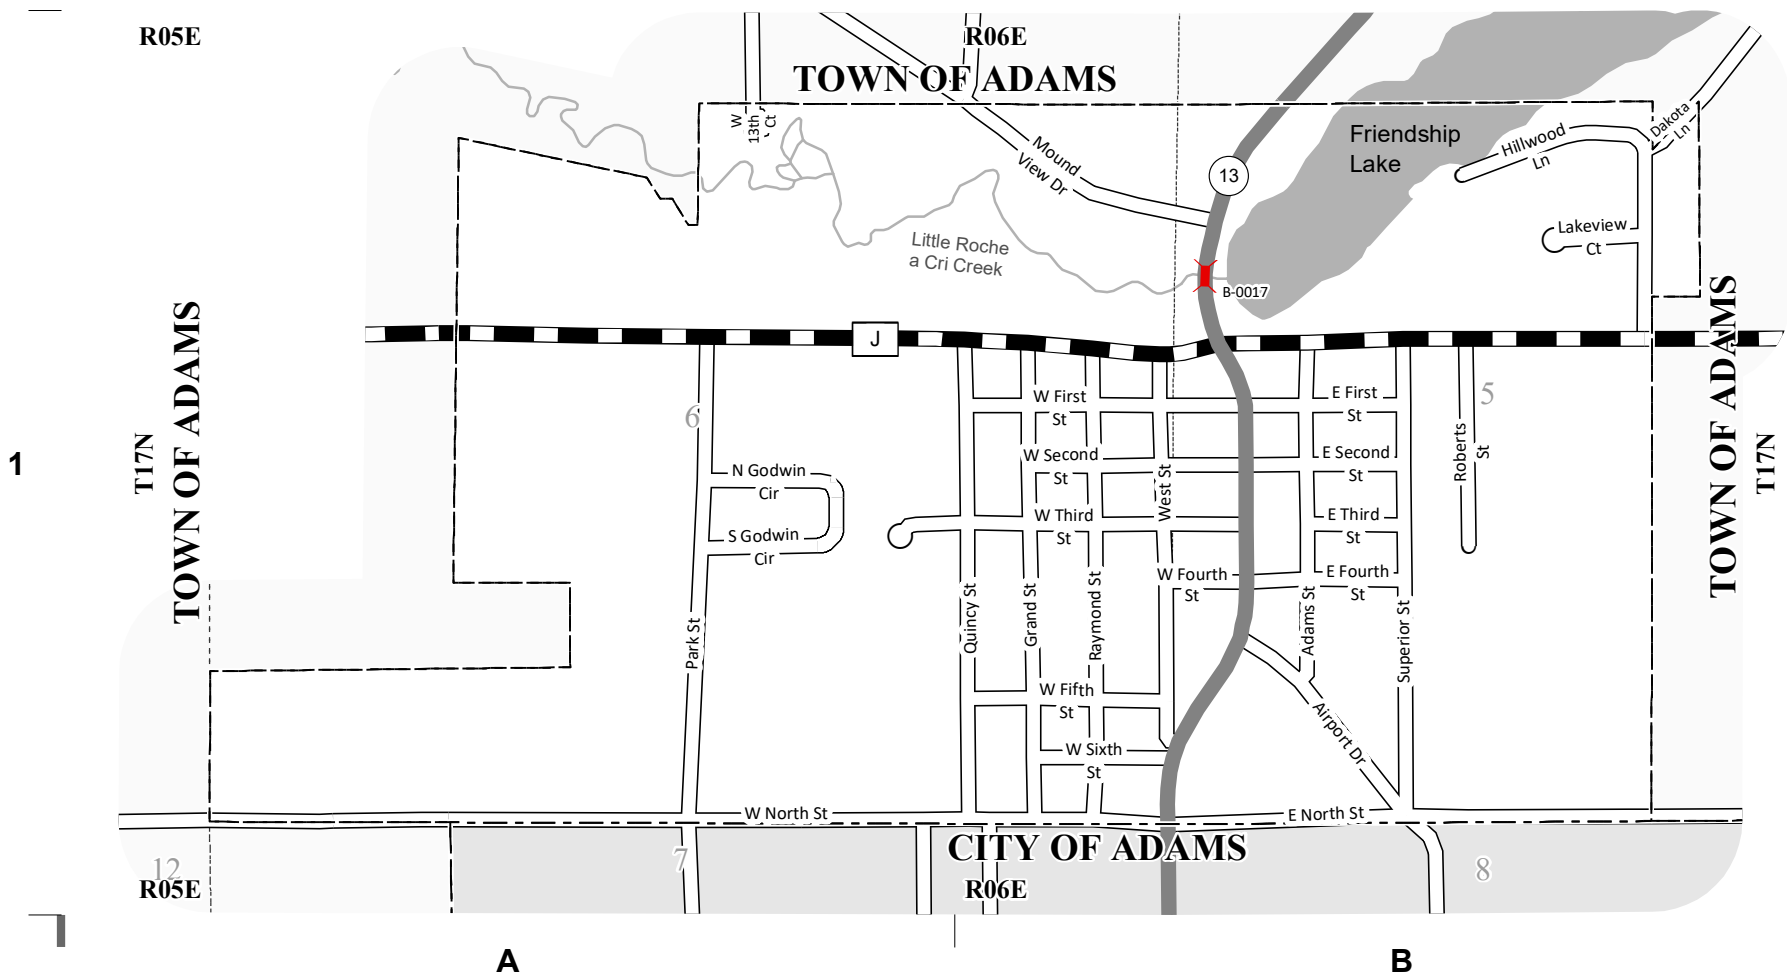 R05E
R06E
TOWN OF ADAMS
W
13th
Ct
Mound
View Dr
13
Friendship
Lake
Hillwood
Ln
Dakota
Ln
Lakeview
Ct
Little Roche
a Cri Creek
B-0017
J
TOWN OF ADAMS
T17N
1
TOWN OF ADAMS
T17N
6
5
W First
St
E First
St
W Second
St
E Second
St
West St
Roberts
St
N Godwin
Cir
S Godwin
Cir
W Third
St
E Third
St
W Fourth
St
E Fourth
St
Park St
Quincy St
Grand St
Raymond St
Adams St
Superior St
W Fifth
St
W Sixth
St
Airport Dr
W North St
E North St
CITY OF ADAMS
12
7
8
R05E
R06E
A
B